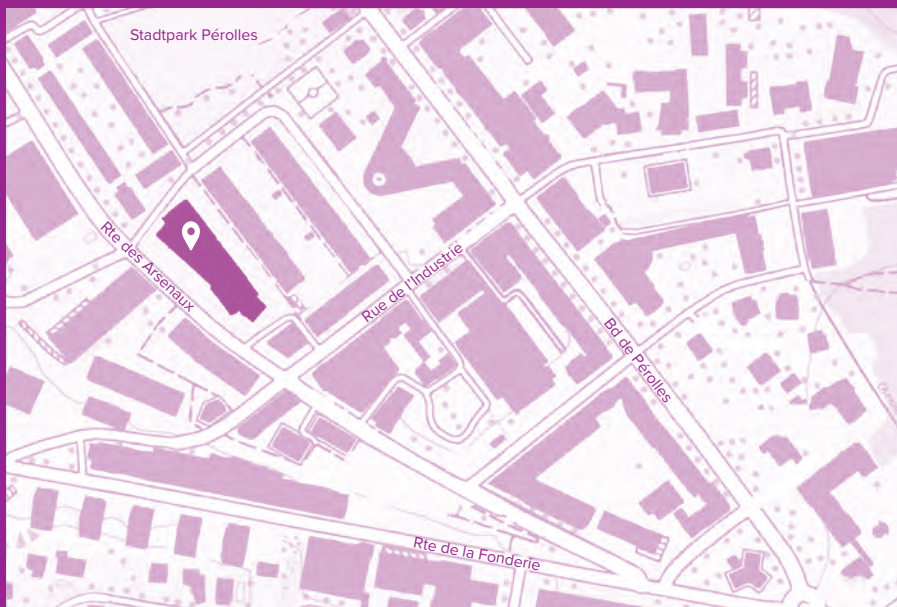 Stadtpark Pérolles
Rte des Arsenaux
Rue de l'Industrie
Bd de Pérolles
Rte de la Fonderie